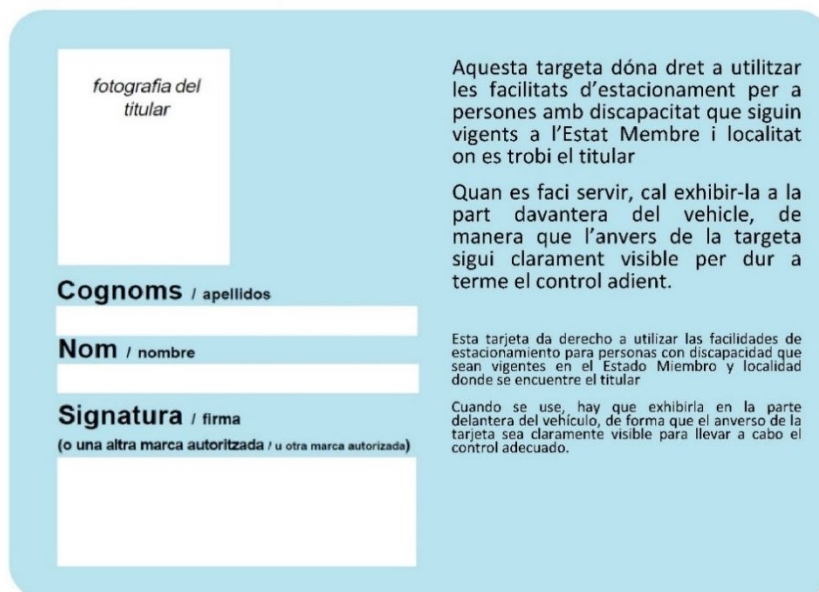 fotografia del
titular
Cognoms / apellidos
Nom / nombre
Signatura / firma
(o una altra marca autoritzada / u otra marca autorizada)
Aquesta targeta dóna dret a utilitzar
les facilitats d'estacionament per a
persones amb discapacitat que siguin
vigents a l'Estat Membre i localitat
on es trobi el titular
Quan es faci servir, cal exhibir-la a la
part davantera del vehicle, de
manera que l'anvers de la targeta
sigui clarament visible per dur a
terme el control adient.
Esta tarjeta da derecho a utilizar las facilidades de
estacionamiento para personas con discapacidad que
sean vigentes en el Estado Miembro y localidad
donde se encuentre el titular
Cuando se use, hay que exhibirla en la parte
delantera del vehículo, de forma que el anverso de la
tarjeta sea claramente visible para llevar a cabo el
control adecuado.